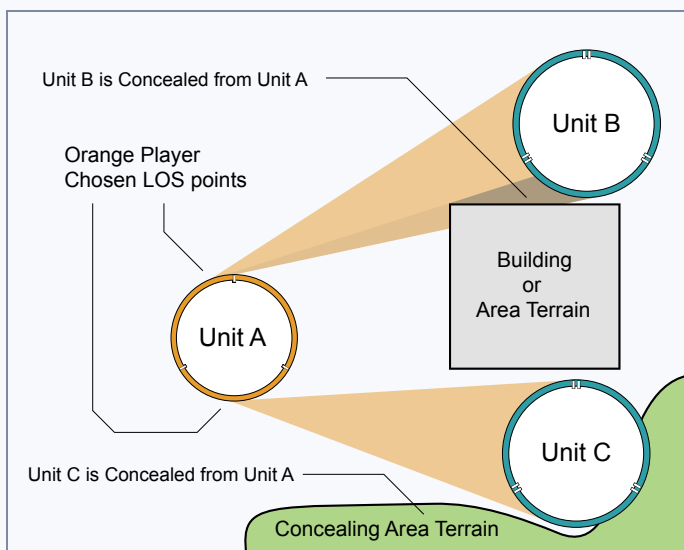 Unit B is Concealed from Unit A
Unit B
Orange Player
Chosen LOS points
Building
or
Area Terrain
Unit A
Unit C
Unit C is Concealed from Unit A
Concealing Area Terrain